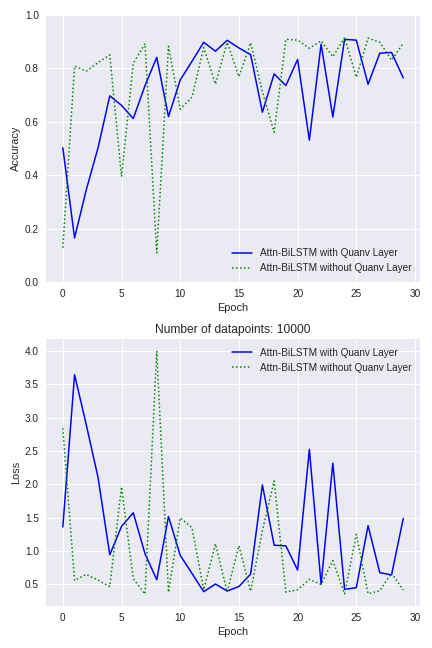 1.0
0.8
0.6
0.4
0.2
0.0
Accuracy
Attn-BiLSTM with Quanv Layer
Attn-BiLSTM without Quanv Layer
0 5 10 15 20 25 30
Epoch
Number of datapoints: 10000
4.0
3.5
3.0
2.5
2.0
1.5
1.0
0.5
Loss
Attn-BiLSTM with Quanv Layer
Attn-BiLSTM without Quanv Layer
0 5 10 15 20 25 30
Epoch